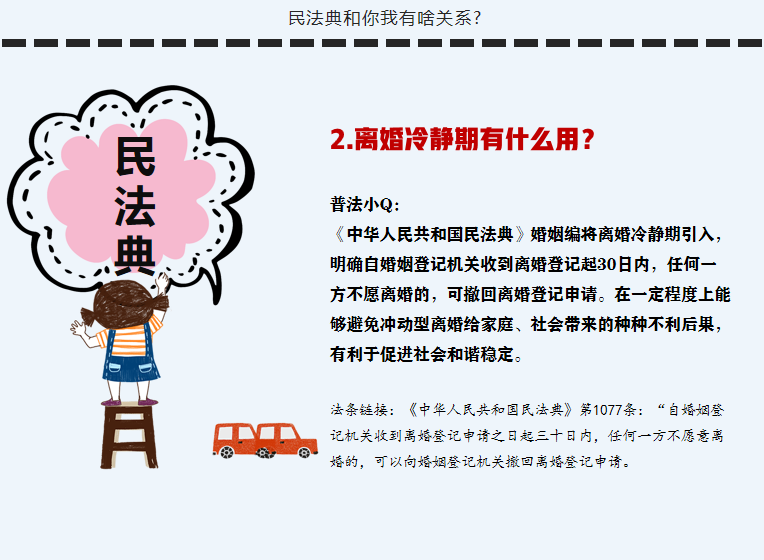 民法典和你我有啥关系?
民
法
典
2.离婚冷静期有什么用？
普法小Q：
《中华人民共和国民法典》婚姻编将离婚冷静期引入，
明确自婚姻登记机关收到离婚登记起30日内，任何一
方不愿离婚的，可撤回离婚登记申请。在一定程度上能
够避免冲动型离婚给家庭、社会带来的种种不利后果，
有利于促进社会和谐稳定。
法条链接：《中华人民共和国民法典》第1077条：“自婚姻登
记机关收到离婚登记申请之日起三十日内，任何一方不愿意离
婚的，可以向婚姻登记机关撤回离婚登记申请。